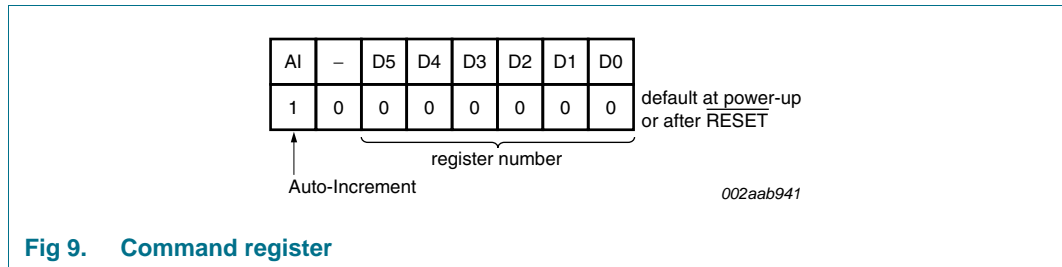 AI – D5 D4 D3 D2 D1 D0
1 0 0 0 0 0 0 0
default at power-up
or after RESET
register number
Auto-Increment
002aab941
Fig 9. Command register